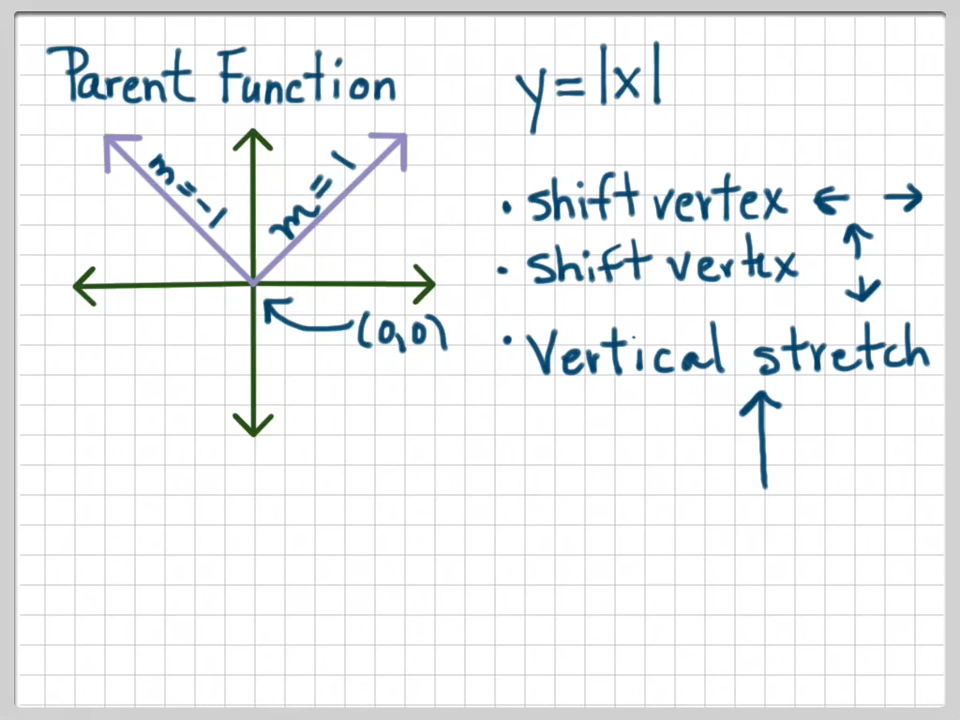 Parent Function
y = |x|
m = -1
m = 1
(0,0)
• shift vertex ← →
• shift vertex ↑ ↓
• Vertical stretch
↑